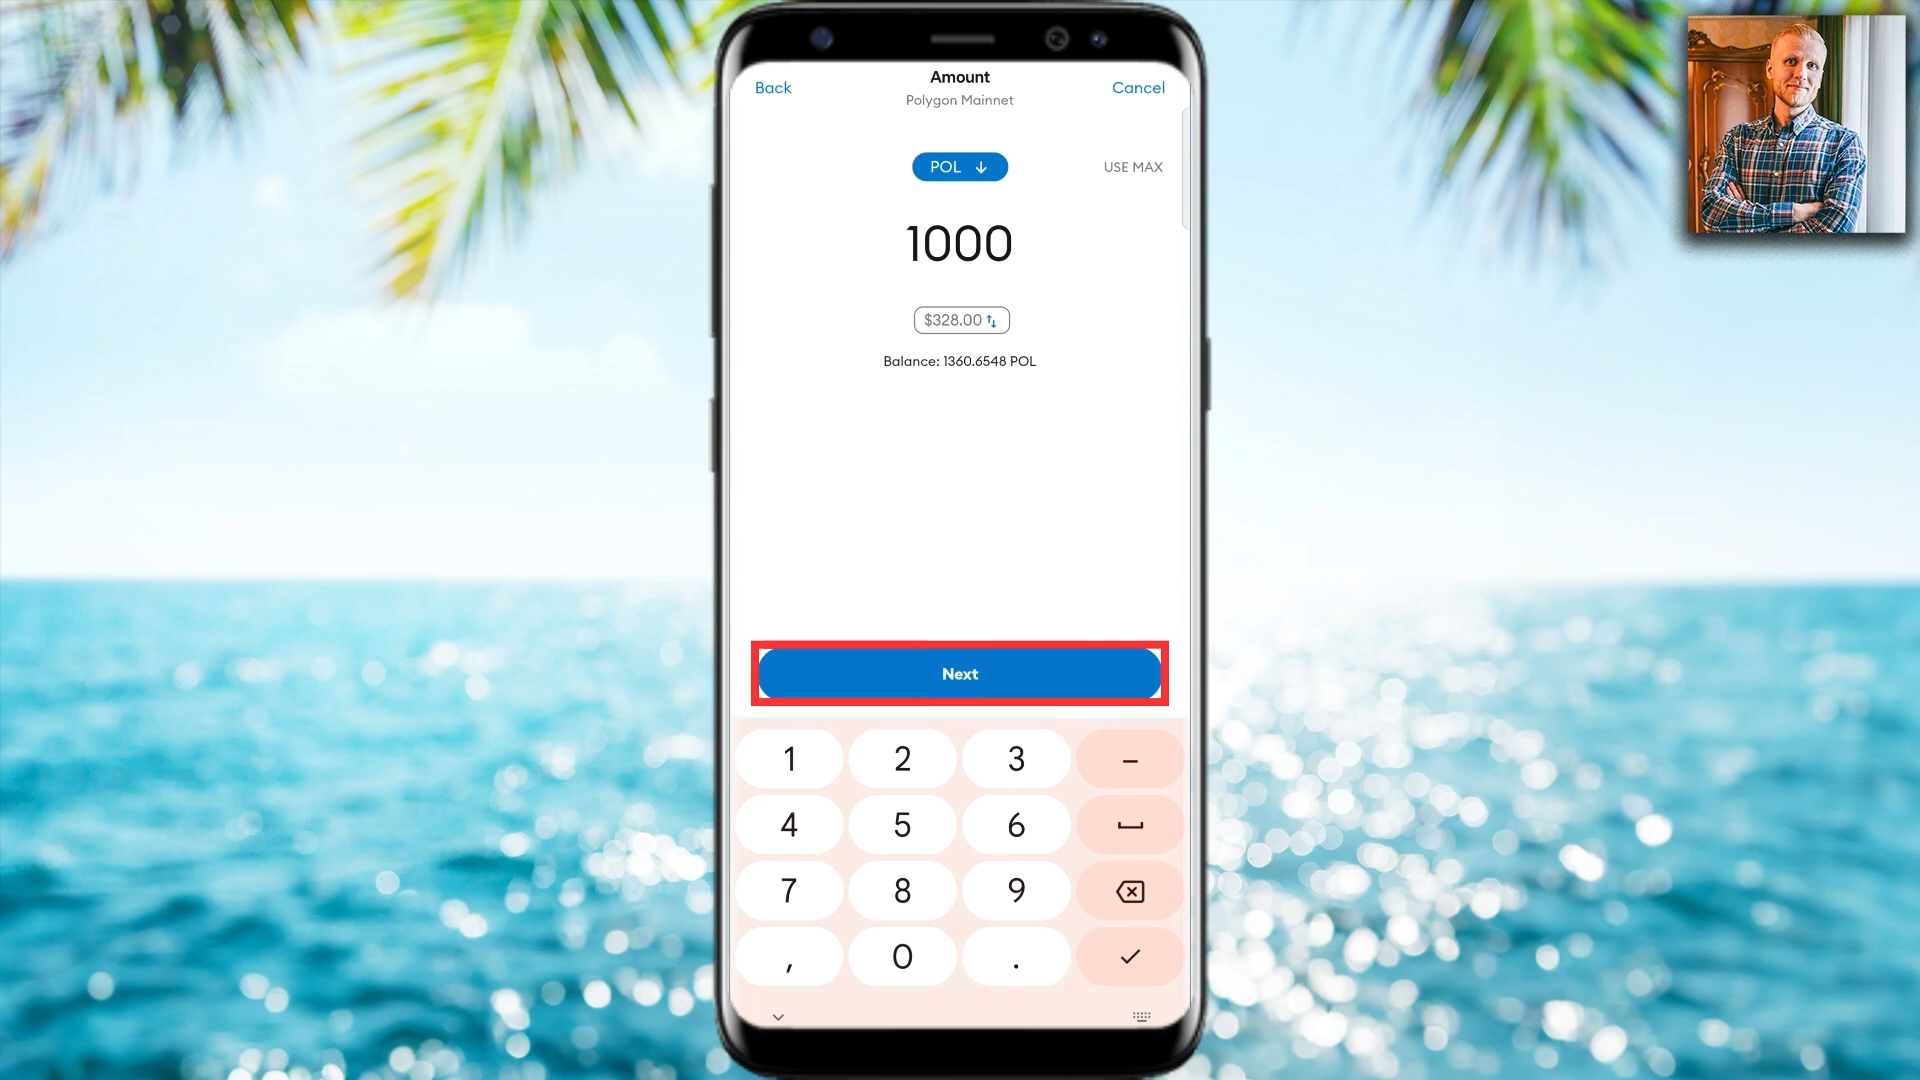 Back
Amount
Cancel
Polygon Mainnet
POL
USE MAX
1000
$328.00
Balance: 1360.6548 POL
Next
1 2 3 –
4 5 6
7 8 9
, 0 .